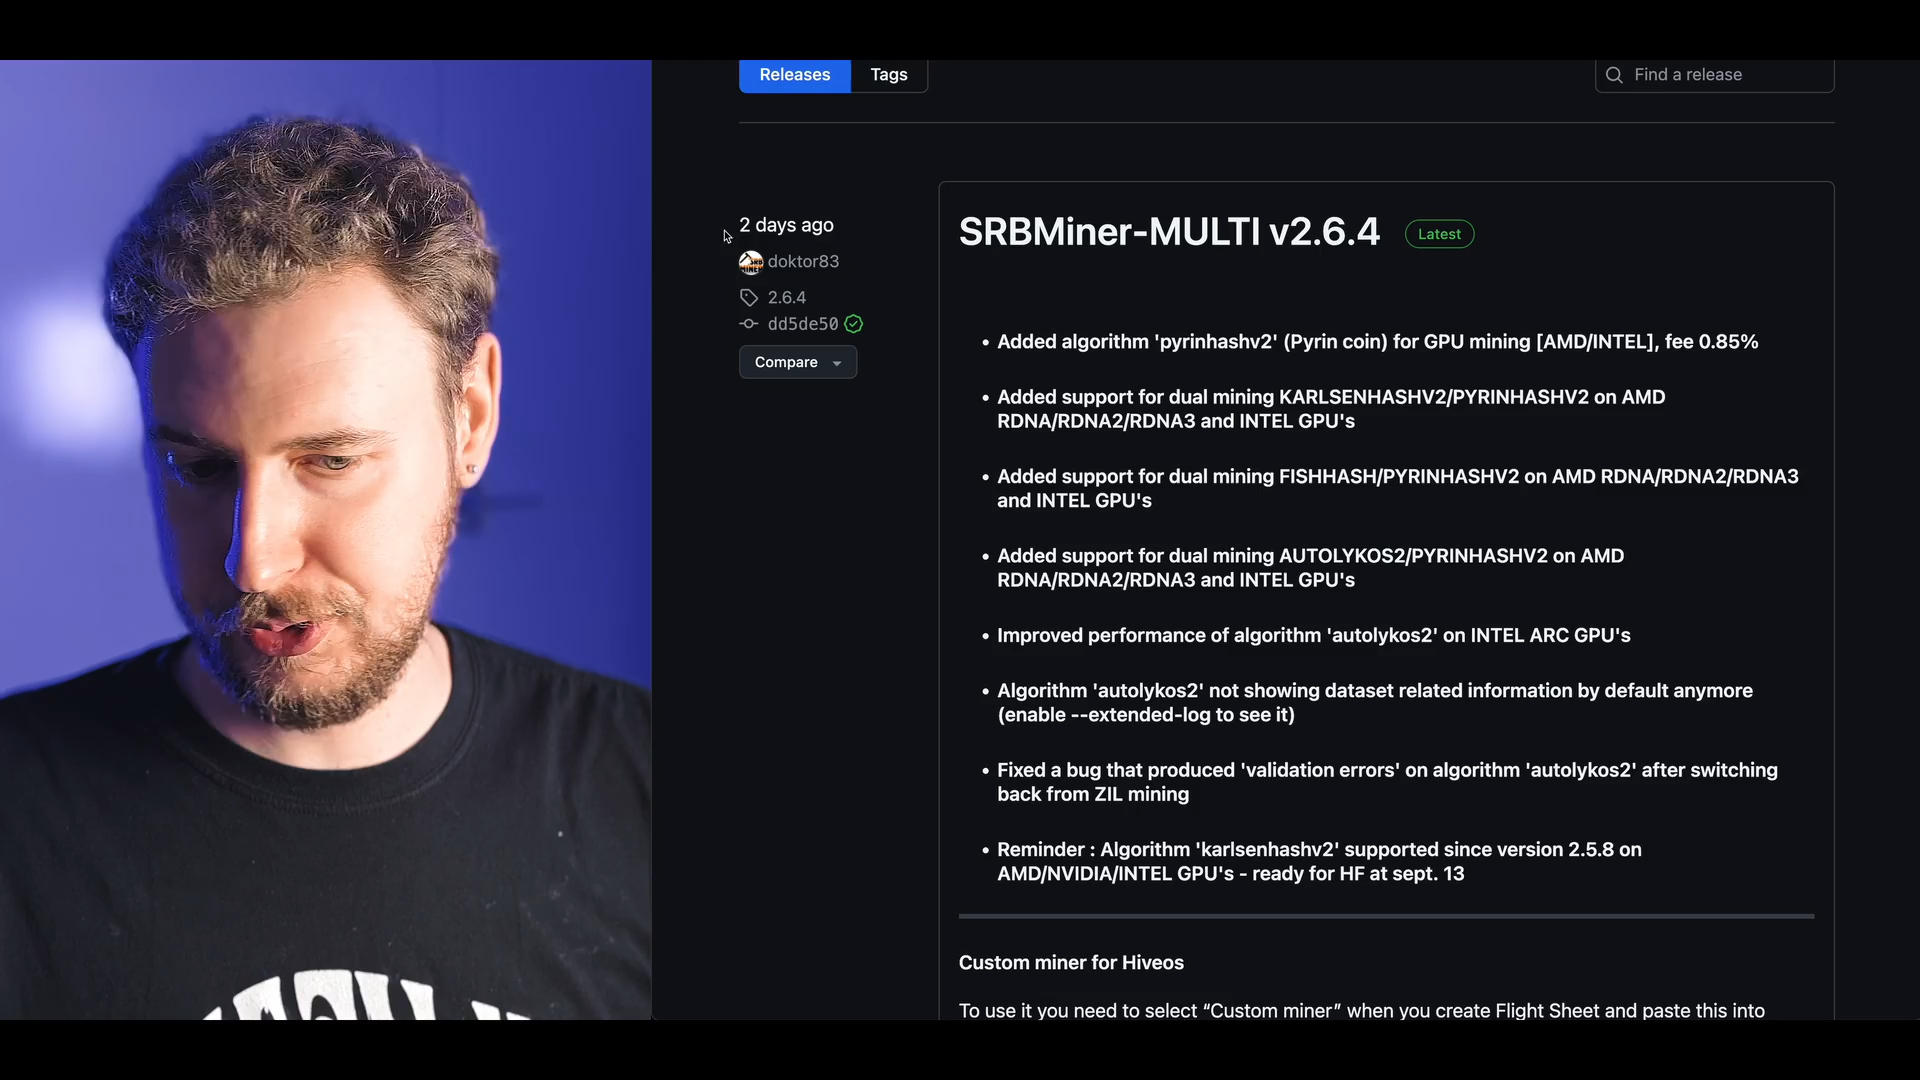 Releases
Tags
Find a release
2 days ago
doktor83
2.6.4
dd5de50
Compare
SRBMiner-MULTI v2.6.4
Latest
• Added algorithm 'pyrinhashv2' (Pyrin coin) for GPU mining [AMD/INTEL], fee 0.85%
• Added support for dual mining KARLSENHASHV2/PYRINHASHV2 on AMD
RDNA/RDNA2/RDNA3 and INTEL GPU's
• Added support for dual mining FISHHASH/PYRINHASHV2 on AMD RDNA/RDNA2/RDNA3
and INTEL GPU's
• Added support for dual mining AUTOLYKOS2/PYRINHASHV2 on AMD
RDNA/RDNA2/RDNA3 and INTEL GPU's
• Improved performance of algorithm 'autolykos2' on INTEL ARC GPU's
• Algorithm 'autolykos2' not showing dataset related information by default anymore
(enable --extended-log to see it)
• Fixed a bug that produced 'validation errors' on algorithm 'autolykos2' after switching
back from ZIL mining
• Reminder : Algorithm 'karlsenhashv2' supported since version 2.5.8 on
AMD/NVIDIA/INTEL GPU's - ready for HF at sept. 13
Custom miner for Hiveos
To use it you need to select “Custom miner” when you create Flight Sheet and paste this into